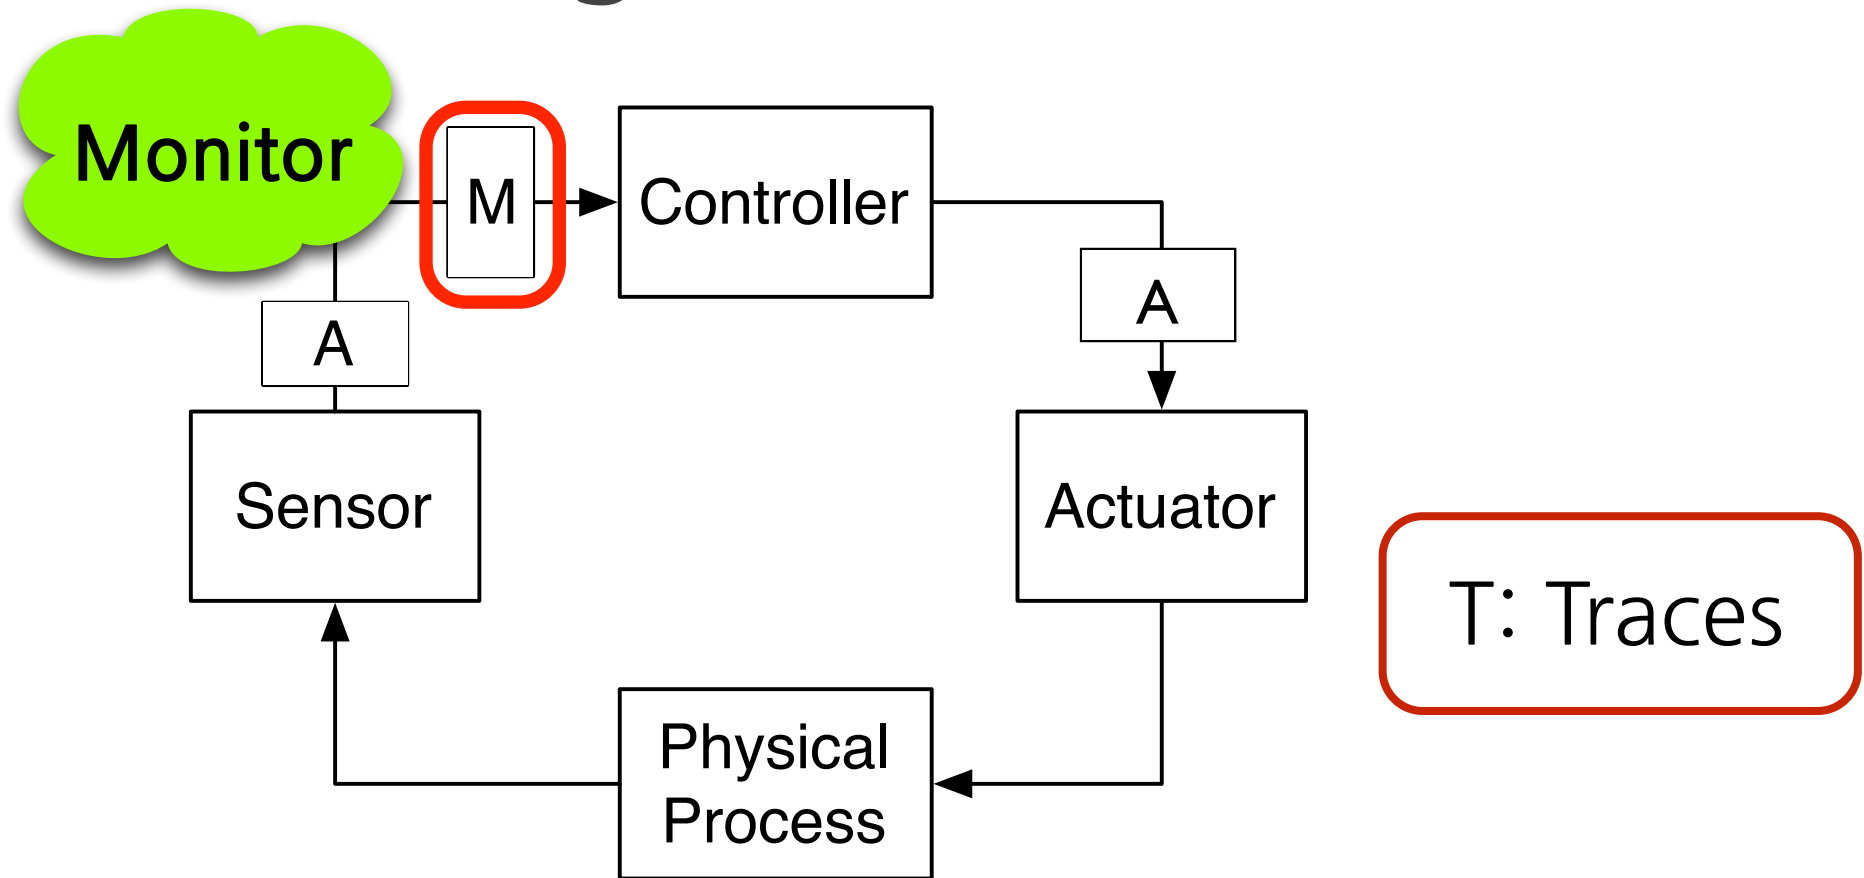 Monitor
M
Controller
A
A
Sensor
Actuator
T: Traces
Physical
Process